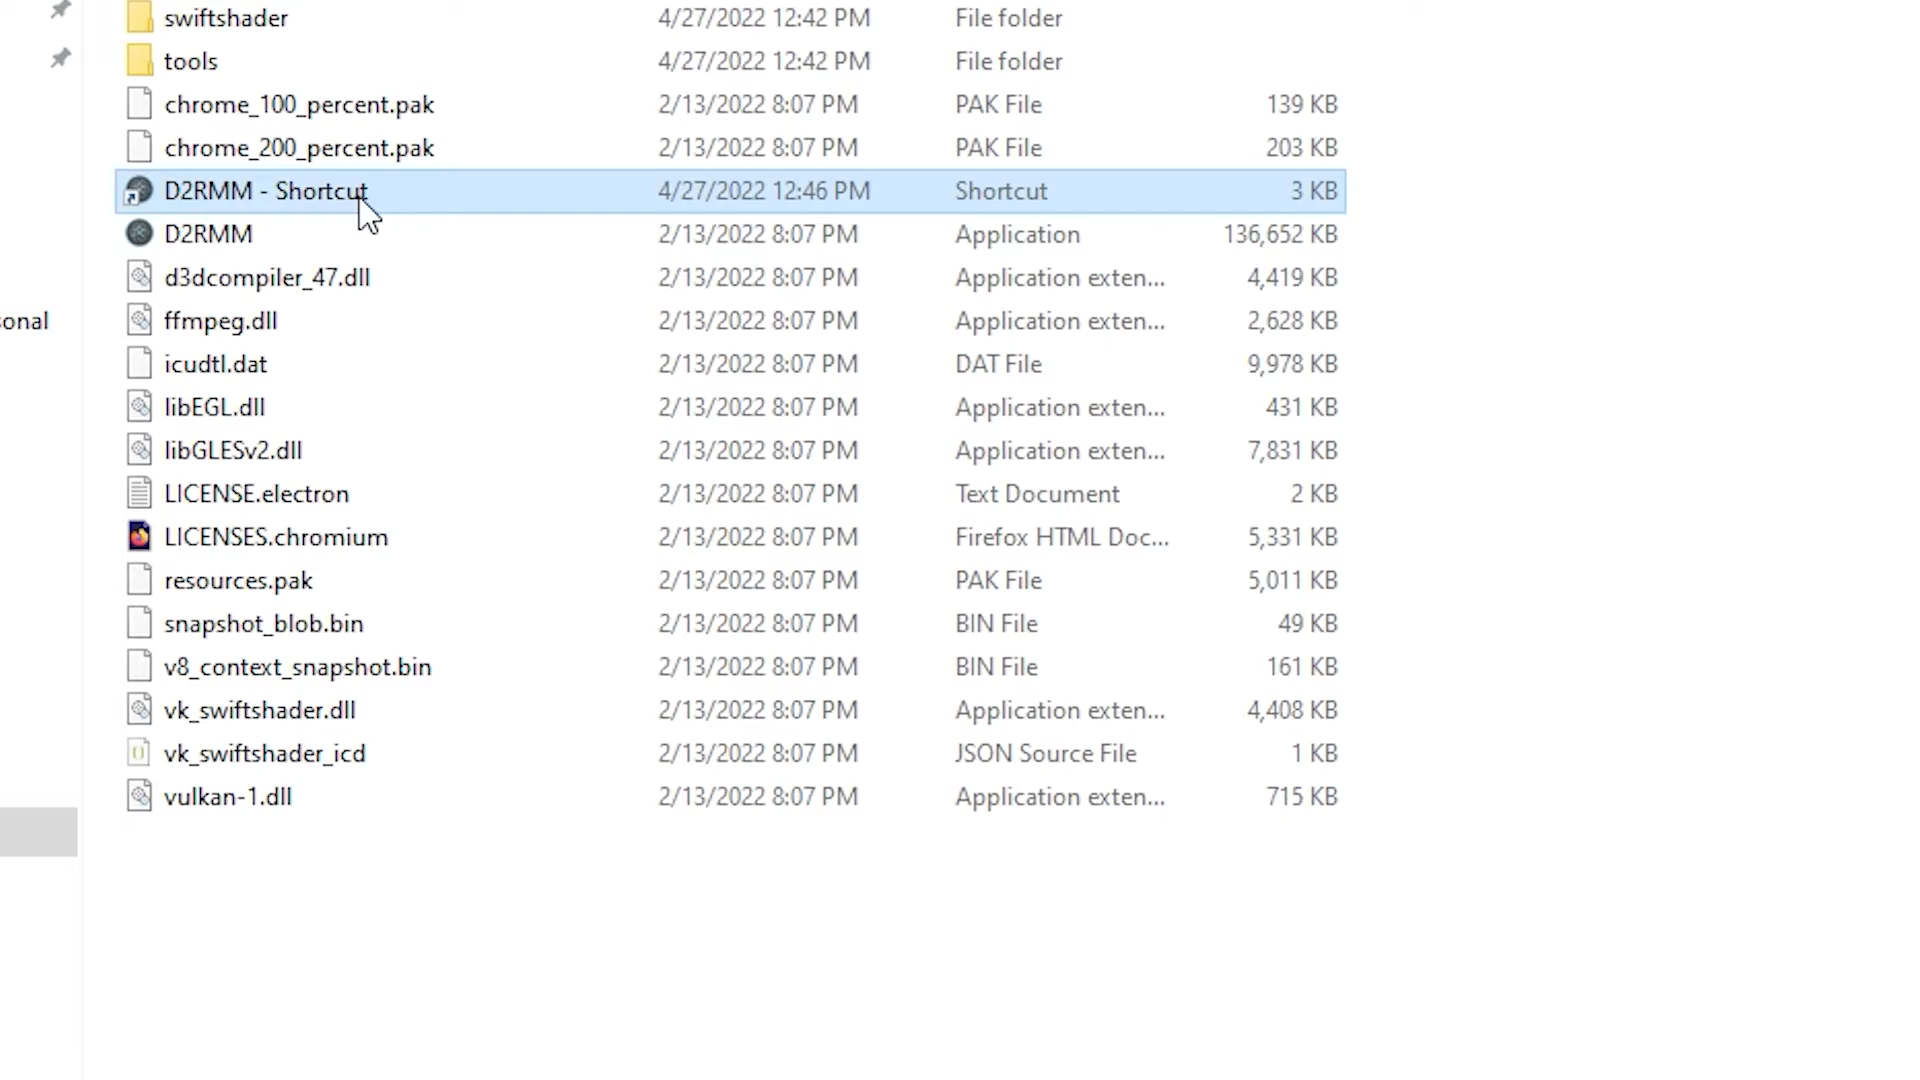 swiftshader 4/27/2022 12:42 PM File folder
tools 4/27/2022 12:42 PM File folder
chrome_100_percent.pak 2/13/2022 8:07 PM PAK File 139 KB
chrome_200_percent.pak 2/13/2022 8:07 PM PAK File 203 KB
D2RMM - Shortcut 4/27/2022 12:46 PM Shortcut 3 KB
D2RMM 2/13/2022 8:07 PM Application 136,652 KB
d3dcompiler_47.dll 2/13/2022 8:07 PM Application exten... 4,419 KB
sonal ffmpeg.dll 2/13/2022 8:07 PM Application exten... 2,628 KB
icudtl.dat 2/13/2022 8:07 PM DAT File 9,978 KB
libEGL.dll 2/13/2022 8:07 PM Application exten... 431 KB
libGLESv2.dll 2/13/2022 8:07 PM Application exten... 7,831 KB
LICENSE.electron 2/13/2022 8:07 PM Text Document 2 KB
LICENSES.chromium 2/13/2022 8:07 PM Firefox HTML Doc... 5,331 KB
resources.pak 2/13/2022 8:07 PM PAK File 5,011 KB
snapshot_blob.bin 2/13/2022 8:07 PM BIN File 49 KB
v8_context_snapshot.bin 2/13/2022 8:07 PM BIN File 161 KB
vk_swiftshader.dll 2/13/2022 8:07 PM Application exten... 4,408 KB
vk_swiftshader_icd 2/13/2022 8:07 PM JSON Source File 1 KB
vulkan-1.dll 2/13/2022 8:07 PM Application exten... 715 KB